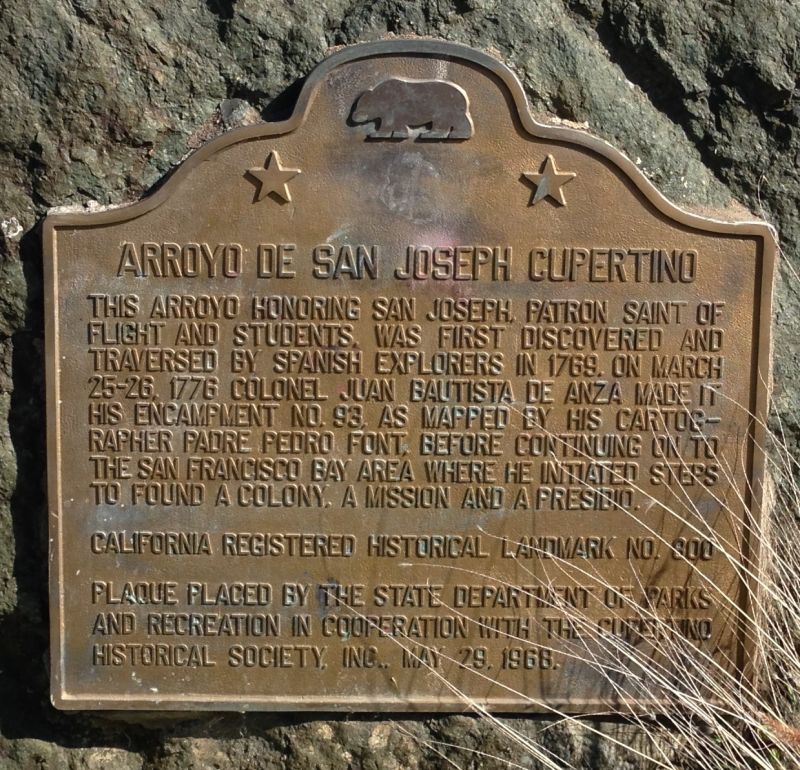 ARROYO DE SAN JOSEPH CUPERTINO
THIS ARROYO HONORING SAN JOSEPH, PATRON SAINT OF
FLIGHT AND STUDENTS, WAS FIRST DISCOVERED AND
TRAVERSED BY SPANISH EXPLORERS IN 1769. ON MARCH
25-26, 1776 COLONEL JUAN BAUTISTA DE ANZA MADE IT
HIS ENCAMPMENT NO. 93, AS MAPPED BY HIS CARTOG-
RAPHER PADRE PEDRO FONT, BEFORE CONTINUING ON TO
THE SAN FRANCISCO BAY AREA WHERE HE INITIATED STEPS
TO FOUND A COLONY, A MISSION AND A PRESIDIO.
CALIFORNIA REGISTERED HISTORICAL LANDMARK NO. 800
PLAQUE PLACED BY THE STATE DEPARTMENT OF PARKS
AND RECREATION IN COOPERATION WITH THE CUPERTINO
HISTORICAL SOCIETY, INC., MAY 29, 1968.